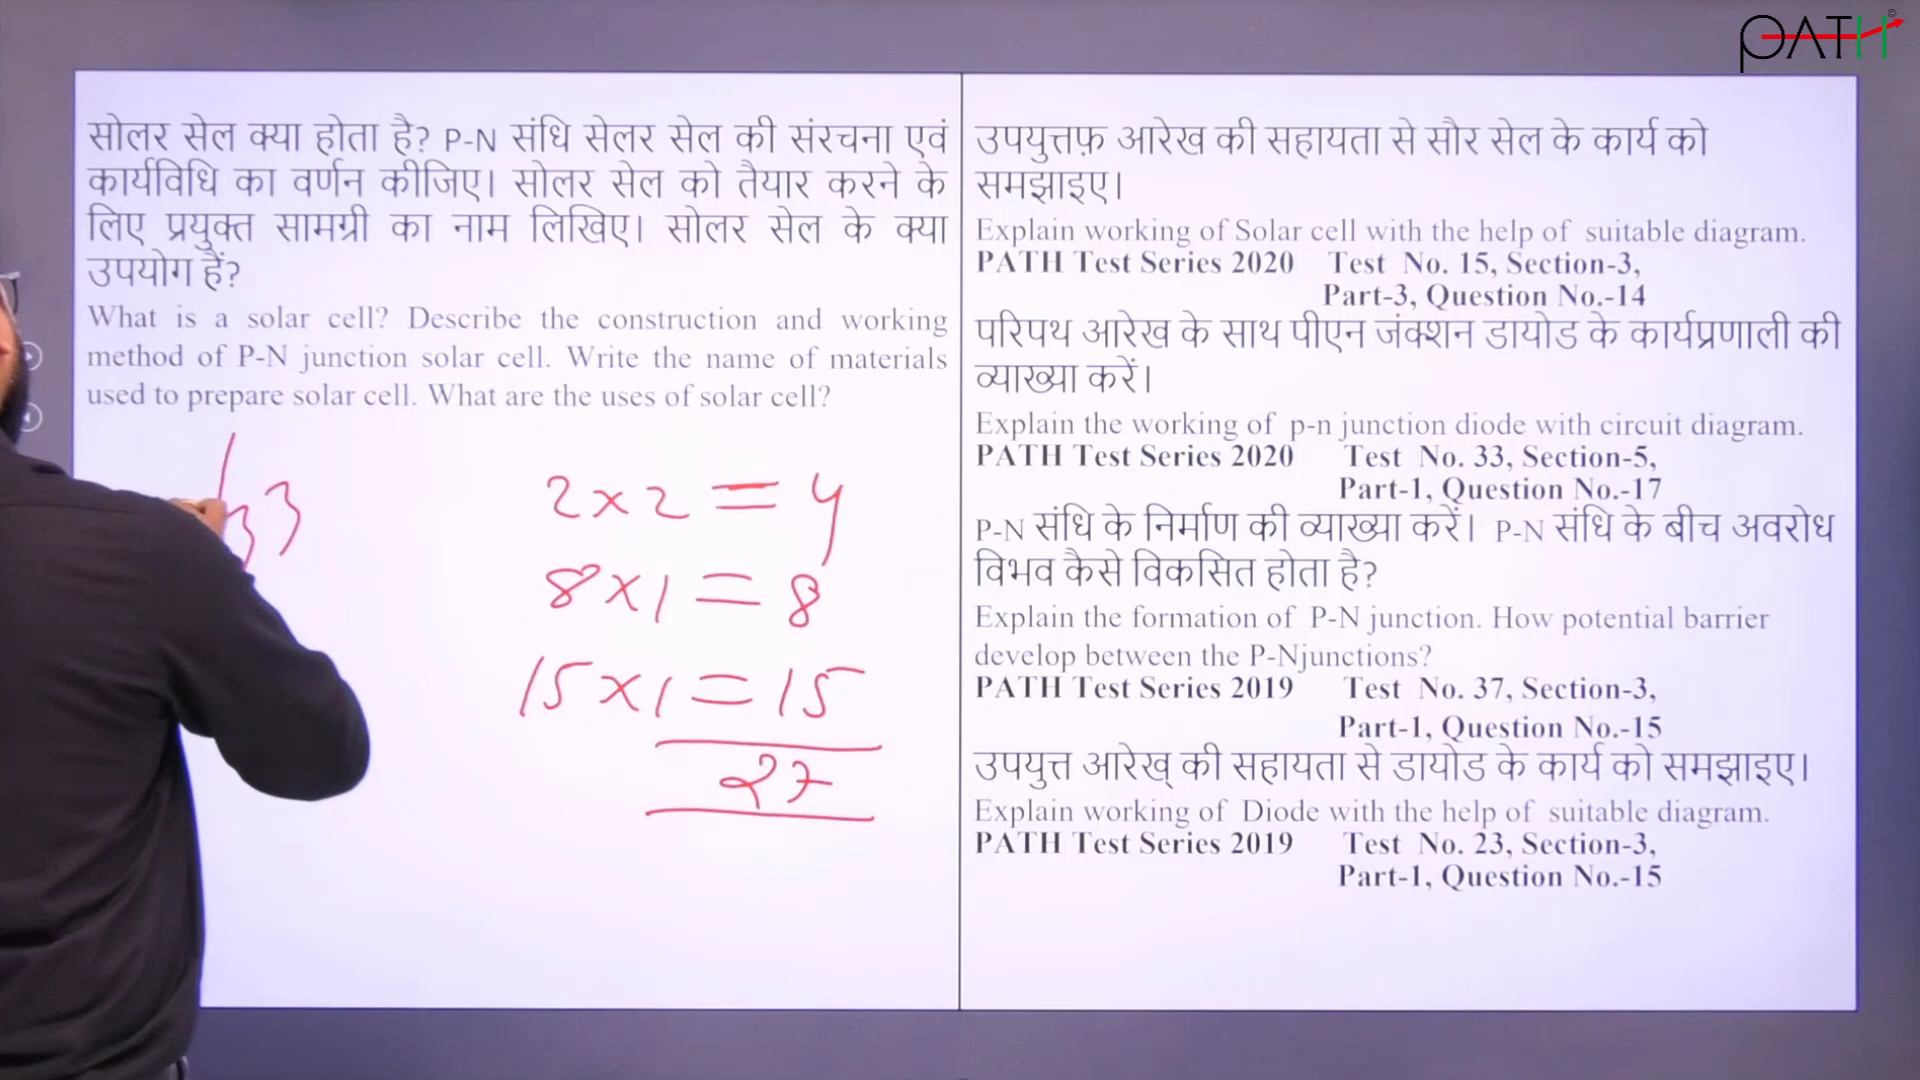 PATH
©
सोलर सेल क्या होता है? P-N संधि सेलर सेल की संरचना एवं
कार्यविधि का वर्णन कीजिए। सोलर सेल को तैयार करने के
लिए प्रयुक्त सामग्री का नाम लिखिए। सोलर सेल के क्या
उपयोग हैं?
What is a solar cell? Describe the construction and working
method of P-N junction solar cell. Write the name of materials
used to prepare solar cell. What are the uses of solar cell?
33
2x2 = 4
8x1 = 8
15x1 = 15
27
उपयुत्तफ़ आरेख की सहायता से सौर सेल के कार्य को
समझाइए।
Explain working of Solar cell with the help of suitable diagram.
PATH Test Series 2020 Test No. 15, Section-3,
Part-3, Question No.-14
परिपथ आरेख के साथ पीएन जंक्शन डायोड के कार्यप्रणाली की
व्याख्या करें।
Explain the working of p-n junction diode with circuit diagram.
PATH Test Series 2020 Test No. 33, Section-5,
Part-1, Question No.-17
P-N संधि के निर्माण की व्याख्या करें। P-N संधि के बीच अवरोध
विभव कैसे विकसित होता है?
Explain the formation of P-N junction. How potential barrier
develop between the P-Njunctions?
PATH Test Series 2019 Test No. 37, Section-3,
Part-1, Question No.-15
उपयुत्त आरेख् की सहायता से डायोड के कार्य को समझाइए।
Explain working of Diode with the help of suitable diagram.
PATH Test Series 2019 Test No. 23, Section-3,
Part-1, Question No.-15